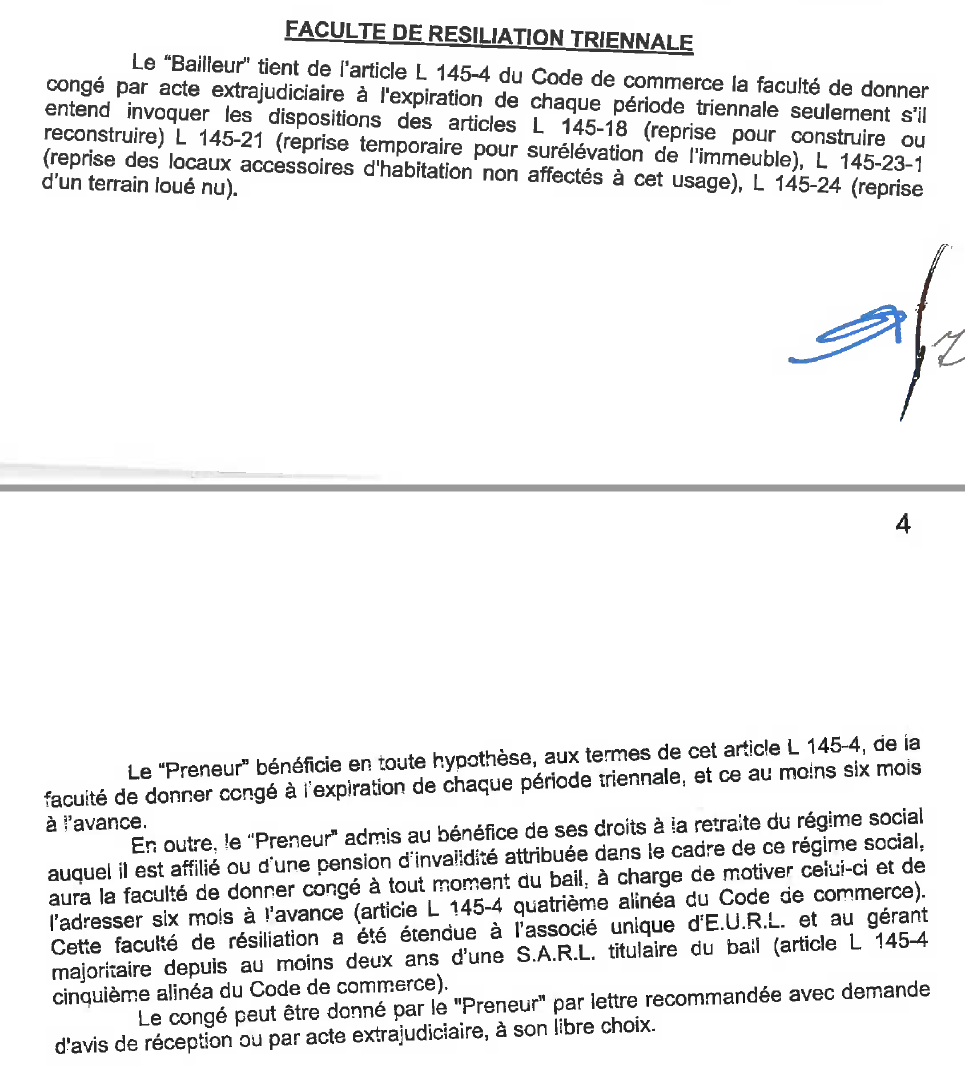 FACULTE DE RESILIATION TRIENNALE
Le "Bailleur" tient de l'article L 145-4 du Code de commerce la faculté de donner
congé par acte extrajudiciaire à l'expiration de chaque période triennale seulement s'il
entend invoquer les dispositions des articles L 145-18 (reprise pour construire ou
reconstruire) L 145-21 (reprise temporaire pour surélévation de l'immeuble), L 145-23-1
(reprise des locaux accessoires d'habitation non affectés à cet usage), L 145-24 (reprise
d'un terrain loué nu).
4
Le "Preneur" bénéficie en toute hypothèse, aux termes de cet article L 145-4, de la
faculté de donner congé à l'expiration de chaque période triennale, et ce au moins six mois
à l'avance.
En outre, le "Preneur" admis au bénéfice de ses droits à la retraite du régime social
auquel il est affilié ou d'une pension d'invalidité attribuée dans le cadre de ce régime social,
aura la faculté de donner congé à tout moment du bail, à charge de motiver celui-ci et de
l'adresser six mois à l'avance (article L 145-4 quatrième alinéa du Code de commerce).
Cette faculté de résiliation a été étendue à l'associé unique d'E.U.R.L. et au gérant
majoritaire depuis au moins deux ans d'une S.A.R.L. titulaire du bail (article L 145-4
cinquième alinéa du Code de commerce).
Le congé peut être donné par le "Preneur" par lettre recommandée avec demande
d'avis de réception ou par acte extrajudiciaire, à son libre choix.